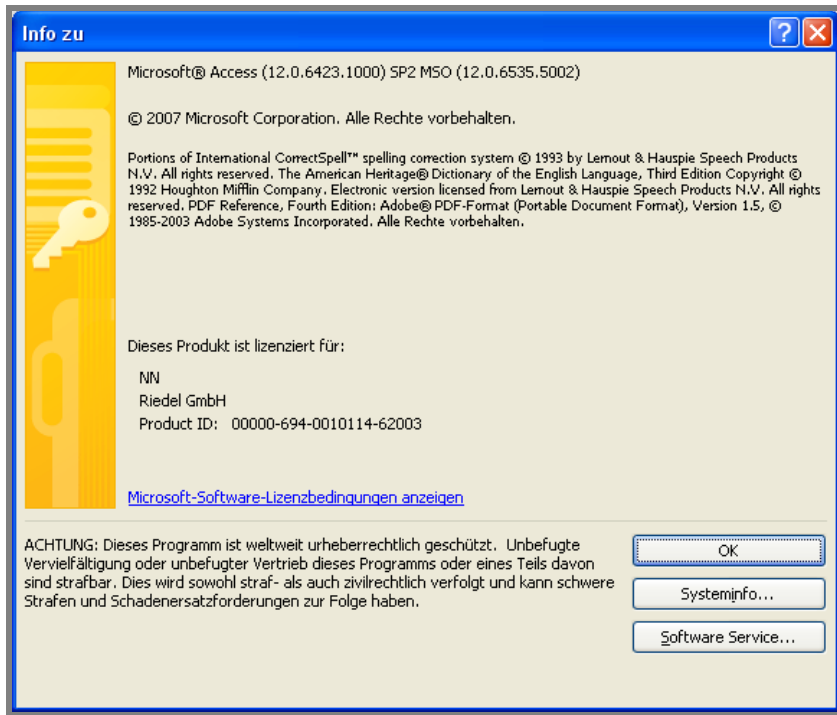 Info zu
Microsoft® Access (12.0.6423.1000) SP2 MSO (12.0.6535.5002)
© 2007 Microsoft Corporation. Alle Rechte vorbehalten.
Portions of International CorrectSpell™ spelling correction system © 1993 by Lernout & Hauspie Speech Products
N.V. All rights reserved. The American Heritage® Dictionary of the English Language, Third Edition Copyright ©
1992 Houghton Mifflin Company. Electronic version licensed from Lernout & Hauspie Speech Products N.V. All rights
reserved. PDF Reference, Fourth Edition: Adobe® PDF-Format (Portable Document Format), Version 1.5, ©
1985-2003 Adobe Systems Incorporated. Alle Rechte vorbehalten.
Dieses Produkt ist lizenziert für:
NN
Riedel GmbH
Product ID: 00000-694-0010114-62003
Microsoft-Software-Lizenzbedingungen anzeigen
ACHTUNG: Dieses Programm ist weltweit urheberrechtlich geschützt. Unbefugte
Vervielfältigung oder unbefugter Vertrieb dieses Programms oder eines Teils davon
sind strafbar. Dies wird sowohl straf- als auch zivilrechtlich verfolgt und kann schwere
Strafen und Schadenersatzforderungen zur Folge haben.
OK
Systeminfo...
Software Service...